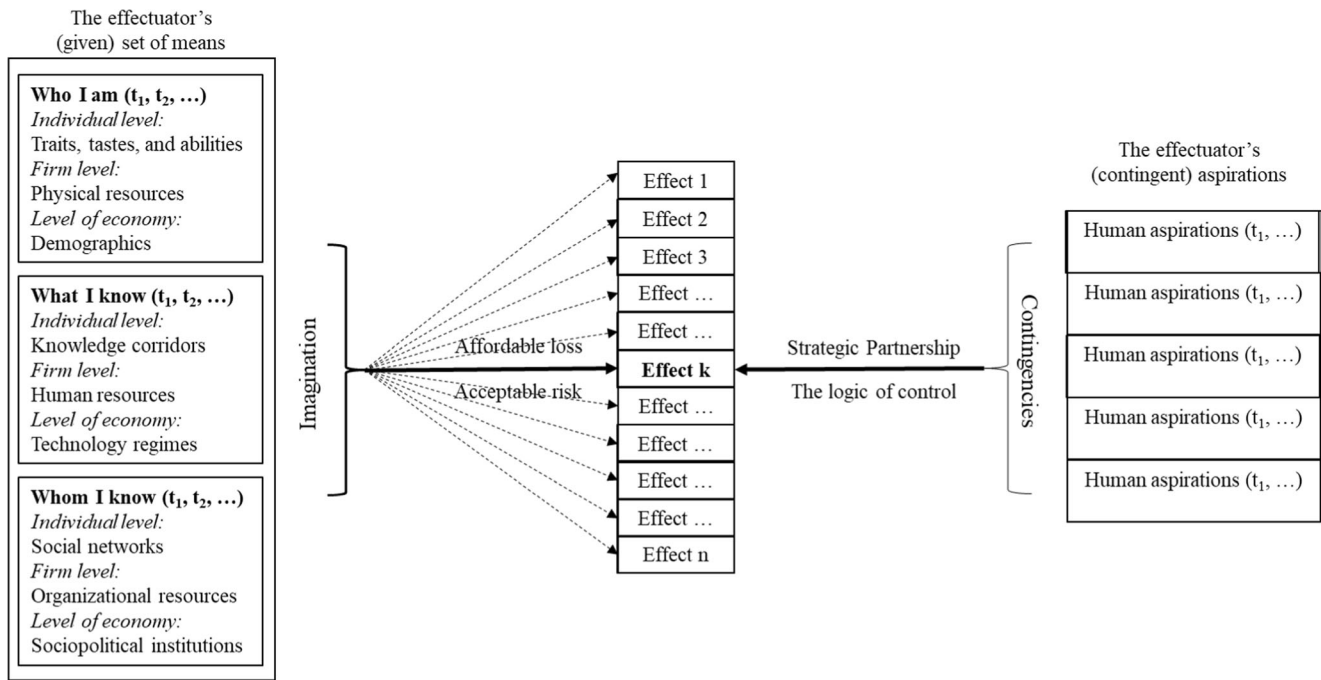 The effectuator’s
(given) set of means
Who I am (t₁, t₂, …)
Individual level:
Traits, tastes, and abilities
Firm level:
Physical resources
Level of economy:
Demographics
What I know (t₁, t₂, …)
Individual level:
Knowledge corridors
Firm level:
Human resources
Level of economy:
Technology regimes
Whom I know (t₁, t₂, …)
Individual level:
Social networks
Firm level:
Organizational resources
Level of economy:
Sociopolitical institutions
Imagination
Affordable loss
Acceptable risk
Effect 1
Effect 2
Effect 3
Effect …
Effect …
Effect k
Effect …
Effect …
Effect …
Effect …
Effect n
Strategic Partnership
The logic of control
Contingencies
The effectuator’s
(contingent) aspirations
Human aspirations (t₁, …)
Human aspirations (t₁, …)
Human aspirations (t₁, …)
Human aspirations (t₁, …)
Human aspirations (t₁, …)